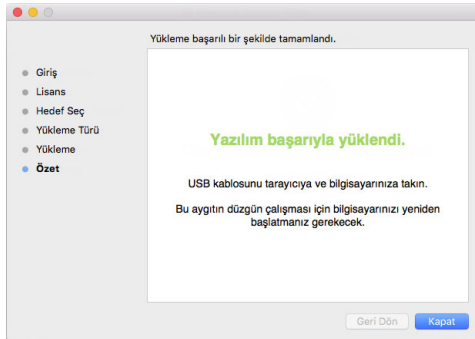 Yükleme başarılı bir şekilde tamamlandı.
Giriş
Lisans
Hedef Seç
Yükleme Türü
Yükleme
Özet
Yazılım başarıyla yüklendi.
USB kablosunu tarayıcıya ve bilgisayarınıza takın.
Bu aygıtın düzgün çalışması için bilgisayarınızı yeniden
başlatmanız gerekecek.
Geri Dön
Kapat